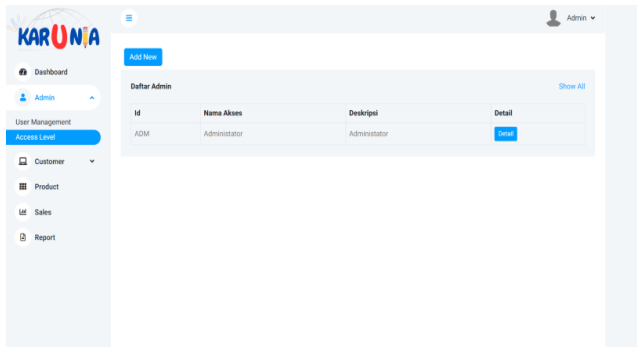 KARUNIA
Admin
Dashboard
Admin
User Management
Access Level
Customer
Product
Sales
Report
Add New
Daftar Admin
Show All
Id Nama Akses Deskripsi Detail
ADM Administator Administator Detail